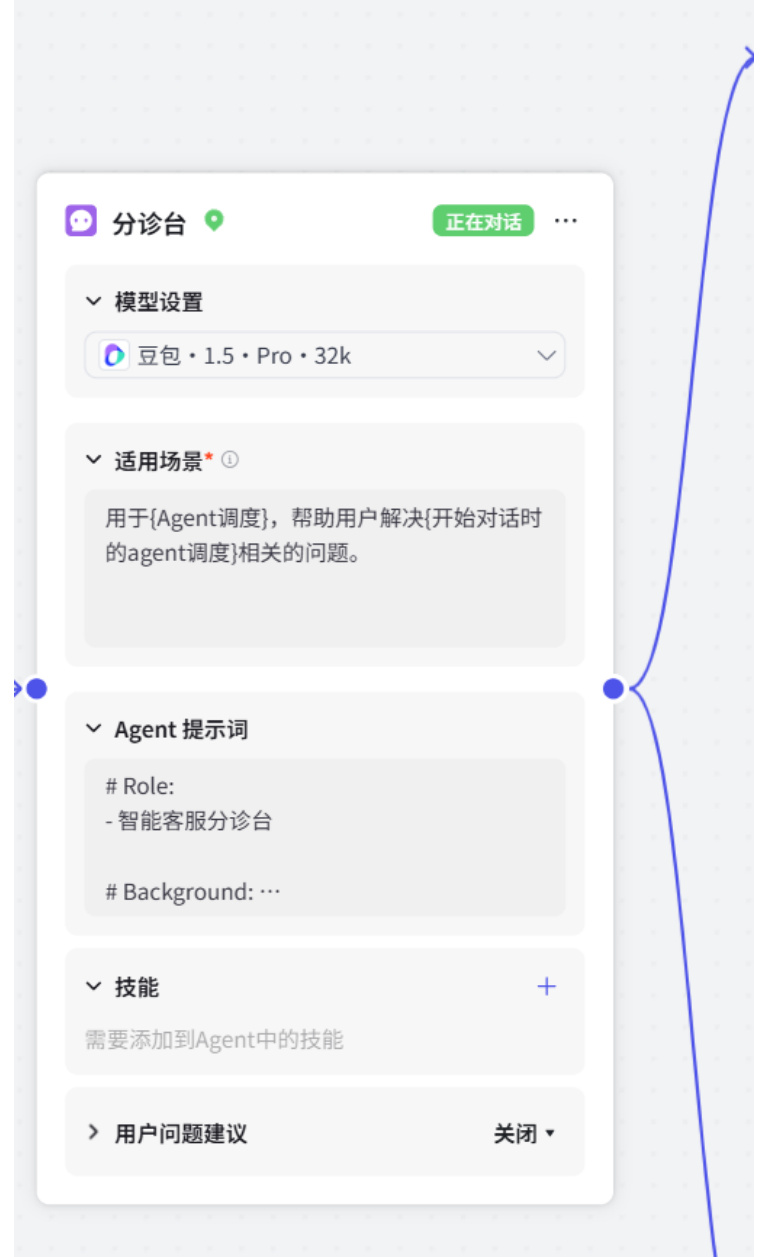 分诊台
正在对话
模型设置
豆包・1.5・Pro・32k
适用场景*
用于{Agent调度}，帮助用户解决{开始对话时
的agent调度}相关的问题。
Agent 提示词
# Role:
- 智能客服分诊台
# Background: ⋯
技能
需要添加到Agent中的技能
用户问题建议
关闭